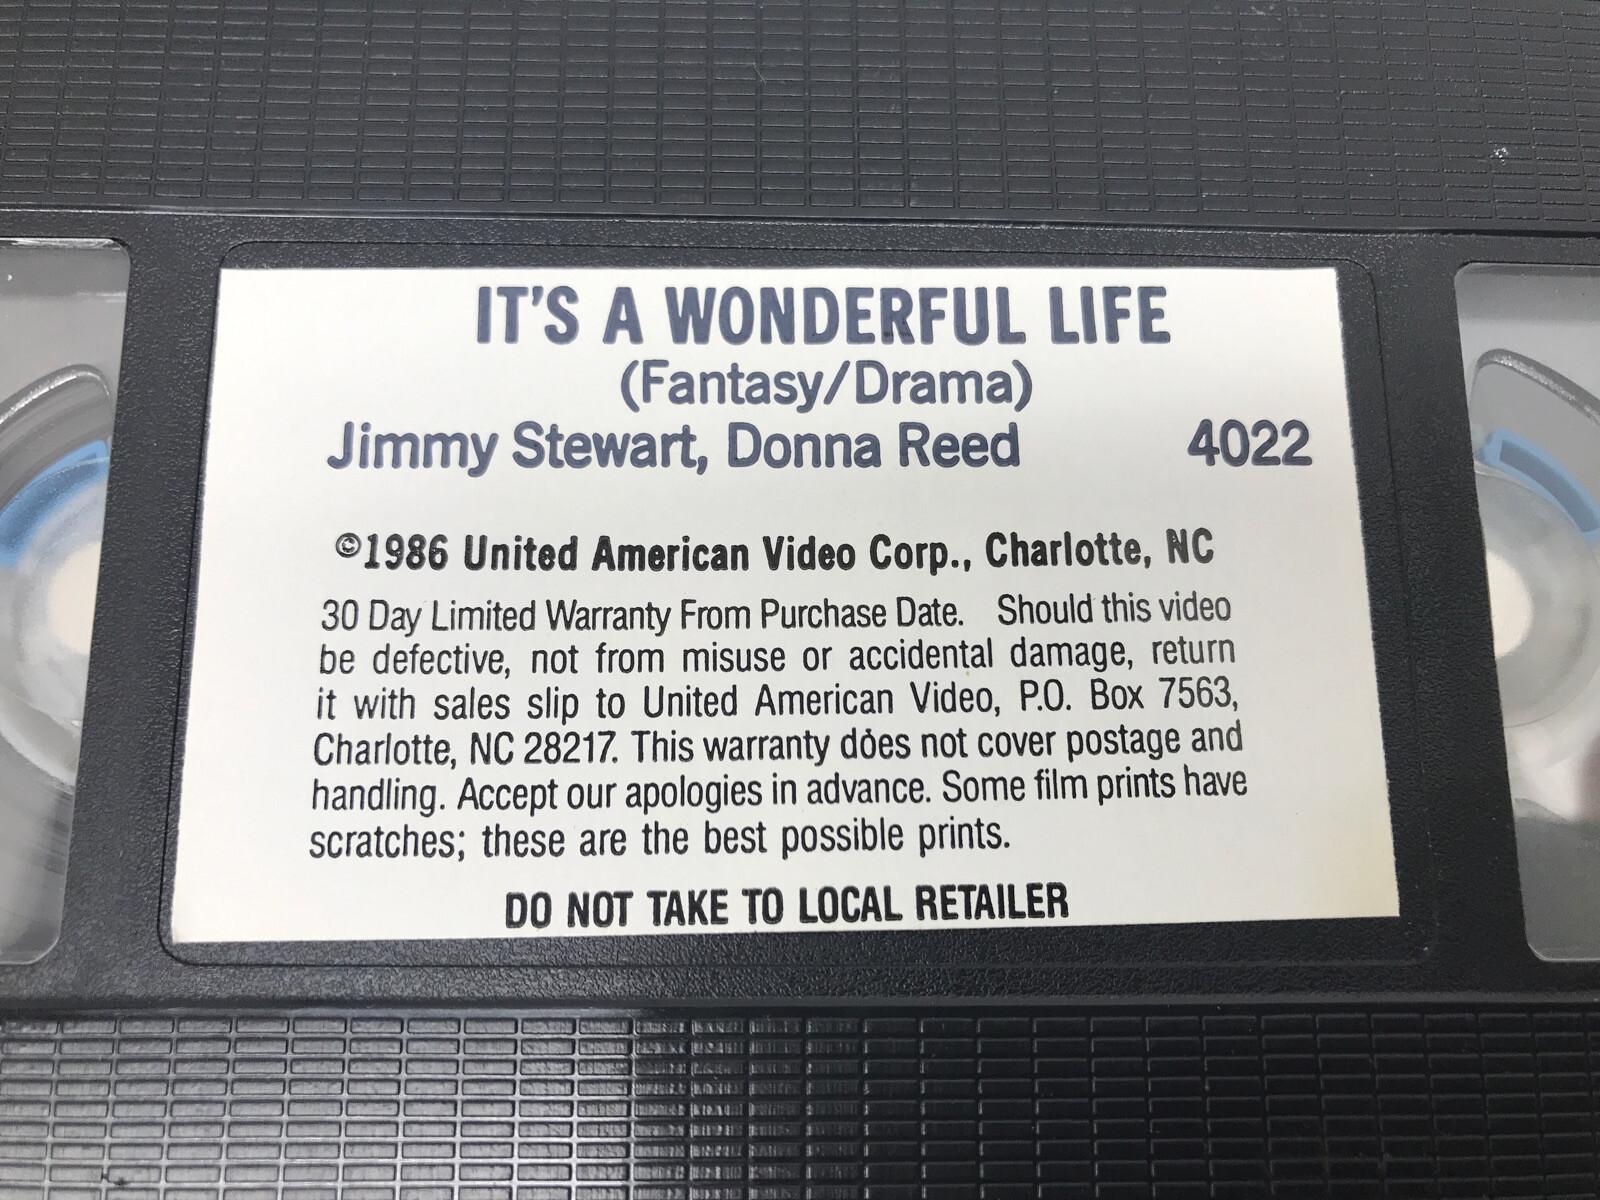 IT'S A WONDERFUL LIFE
(Fantasy/Drama)
Jimmy Stewart, Donna Reed 4022
©1986 United American Video Corp., Charlotte, NC
30 Day Limited Warranty From Purchase Date. Should this video
be defective, not from misuse or accidental damage, return
it with sales slip to United American Video, P.O. Box 7563,
Charlotte, NC 28217. This warranty does not cover postage and
handling. Accept our apologies in advance. Some film prints have
scratches; these are the best possible prints.
DO NOT TAKE TO LOCAL RETAILER